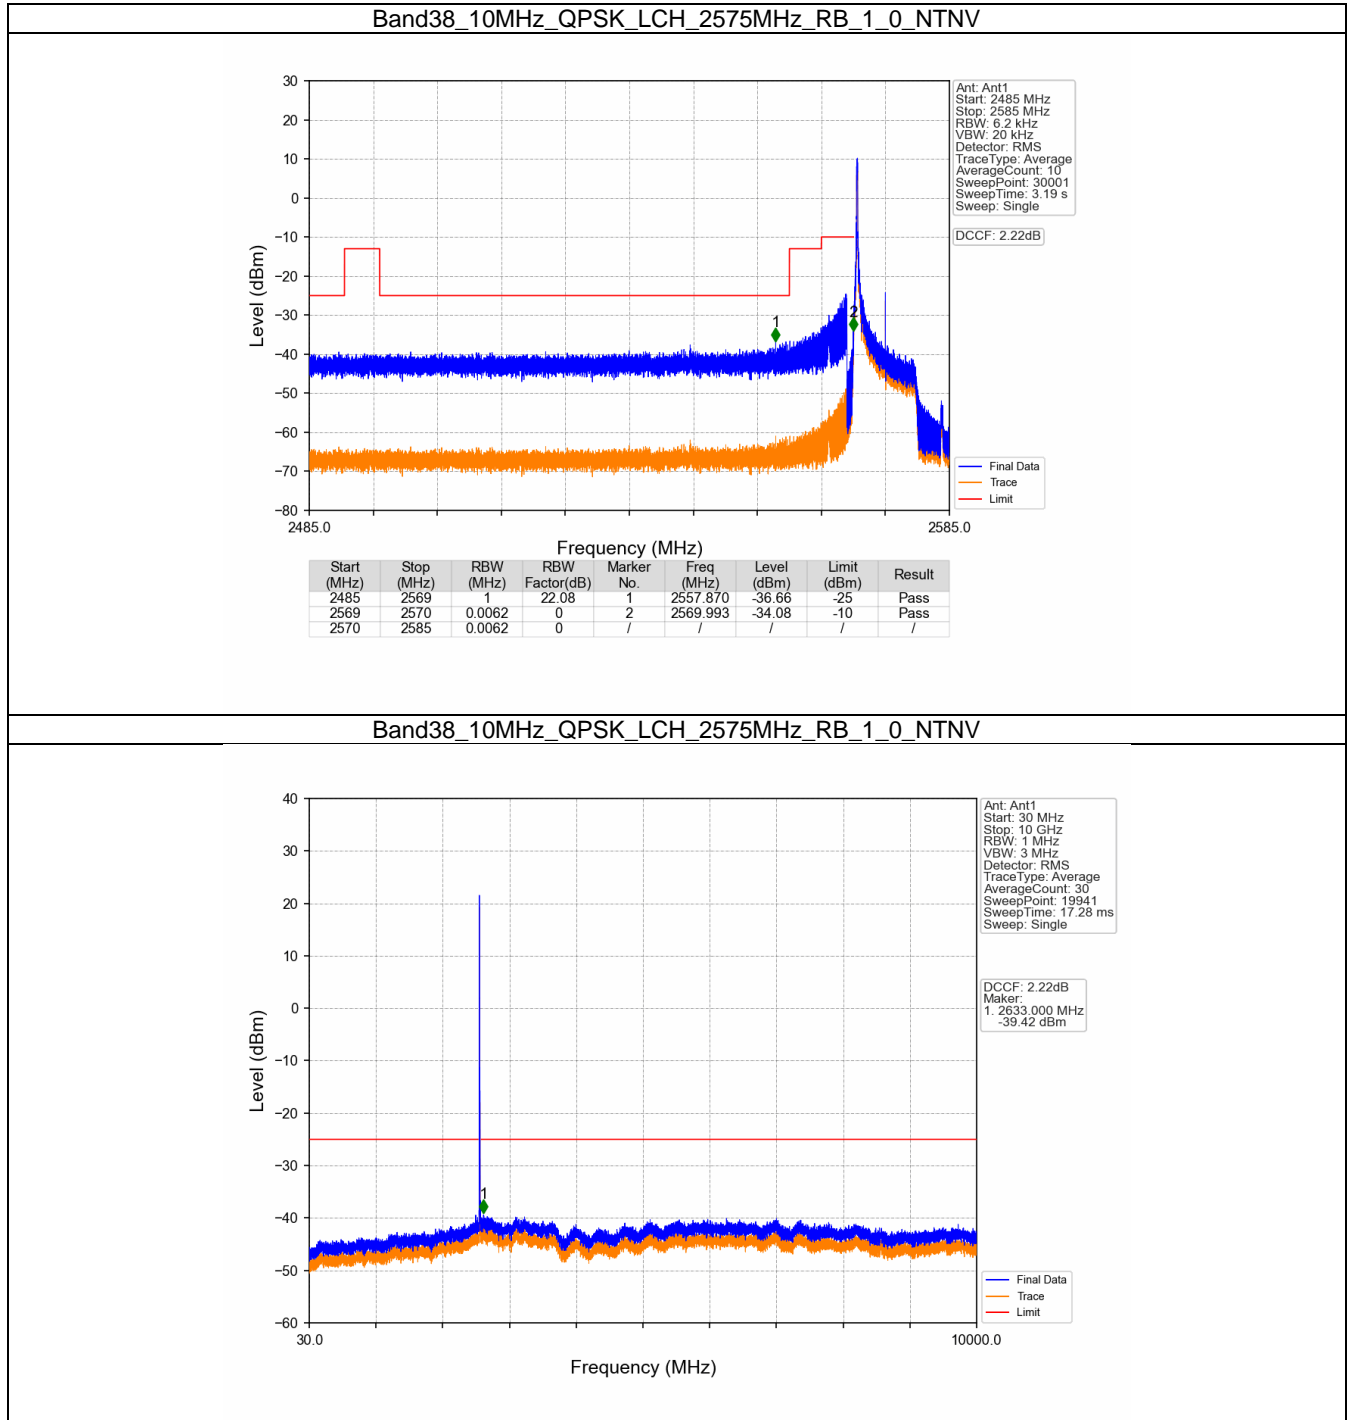 Band38_10MHz_QPSK_LCH_2575MHz_RB_1_0_NTNV
30
20
10
0
−10
−20
−30
−40
−50
−60
−70
−80
Level (dBm)
1
2
Ant: Ant1
Start: 2485 MHz
Stop: 2585 MHz
RBW: 6.2 kHz
VBW: 20 kHz
Detector: RMS
TraceType: Average
AverageCount: 10
SweepPoint: 30001
SweepTime: 3.19 s
Sweep: Single
DCCF: 2.22dB
Final Data
Trace
Limit
2485.0 2585.0
Frequency (MHz)
Start (MHz) Stop (MHz) RBW (MHz) RBW Factor(dB) Marker No. Freq (MHz) Level (dBm) Limit (dBm) Result
2485 2569 1 22.08 1 2557.870 -36.66 -25 Pass
2569 2570 0.0062 0 2 2569.993 -34.08 -10 Pass
2570 2585 0.0062 0 / / / / /
Band38_10MHz_QPSK_LCH_2575MHz_RB_1_0_NTNV
40
30
20
10
0
−10
−20
−30
−40
−50
−60
Level (dBm)
1
Ant: Ant1
Start: 30 MHz
Stop: 10 GHz
RBW: 1 MHz
VBW: 3 MHz
Detector: RMS
TraceType: Average
AverageCount: 30
SweepPoint: 19941
SweepTime: 17.28 ms
Sweep: Single
DCCF: 2.22dB
Maker:
1. 2633.000 MHz
-39.42 dBm
Final Data
Trace
Limit
30.0 10000.0
Frequency (MHz)